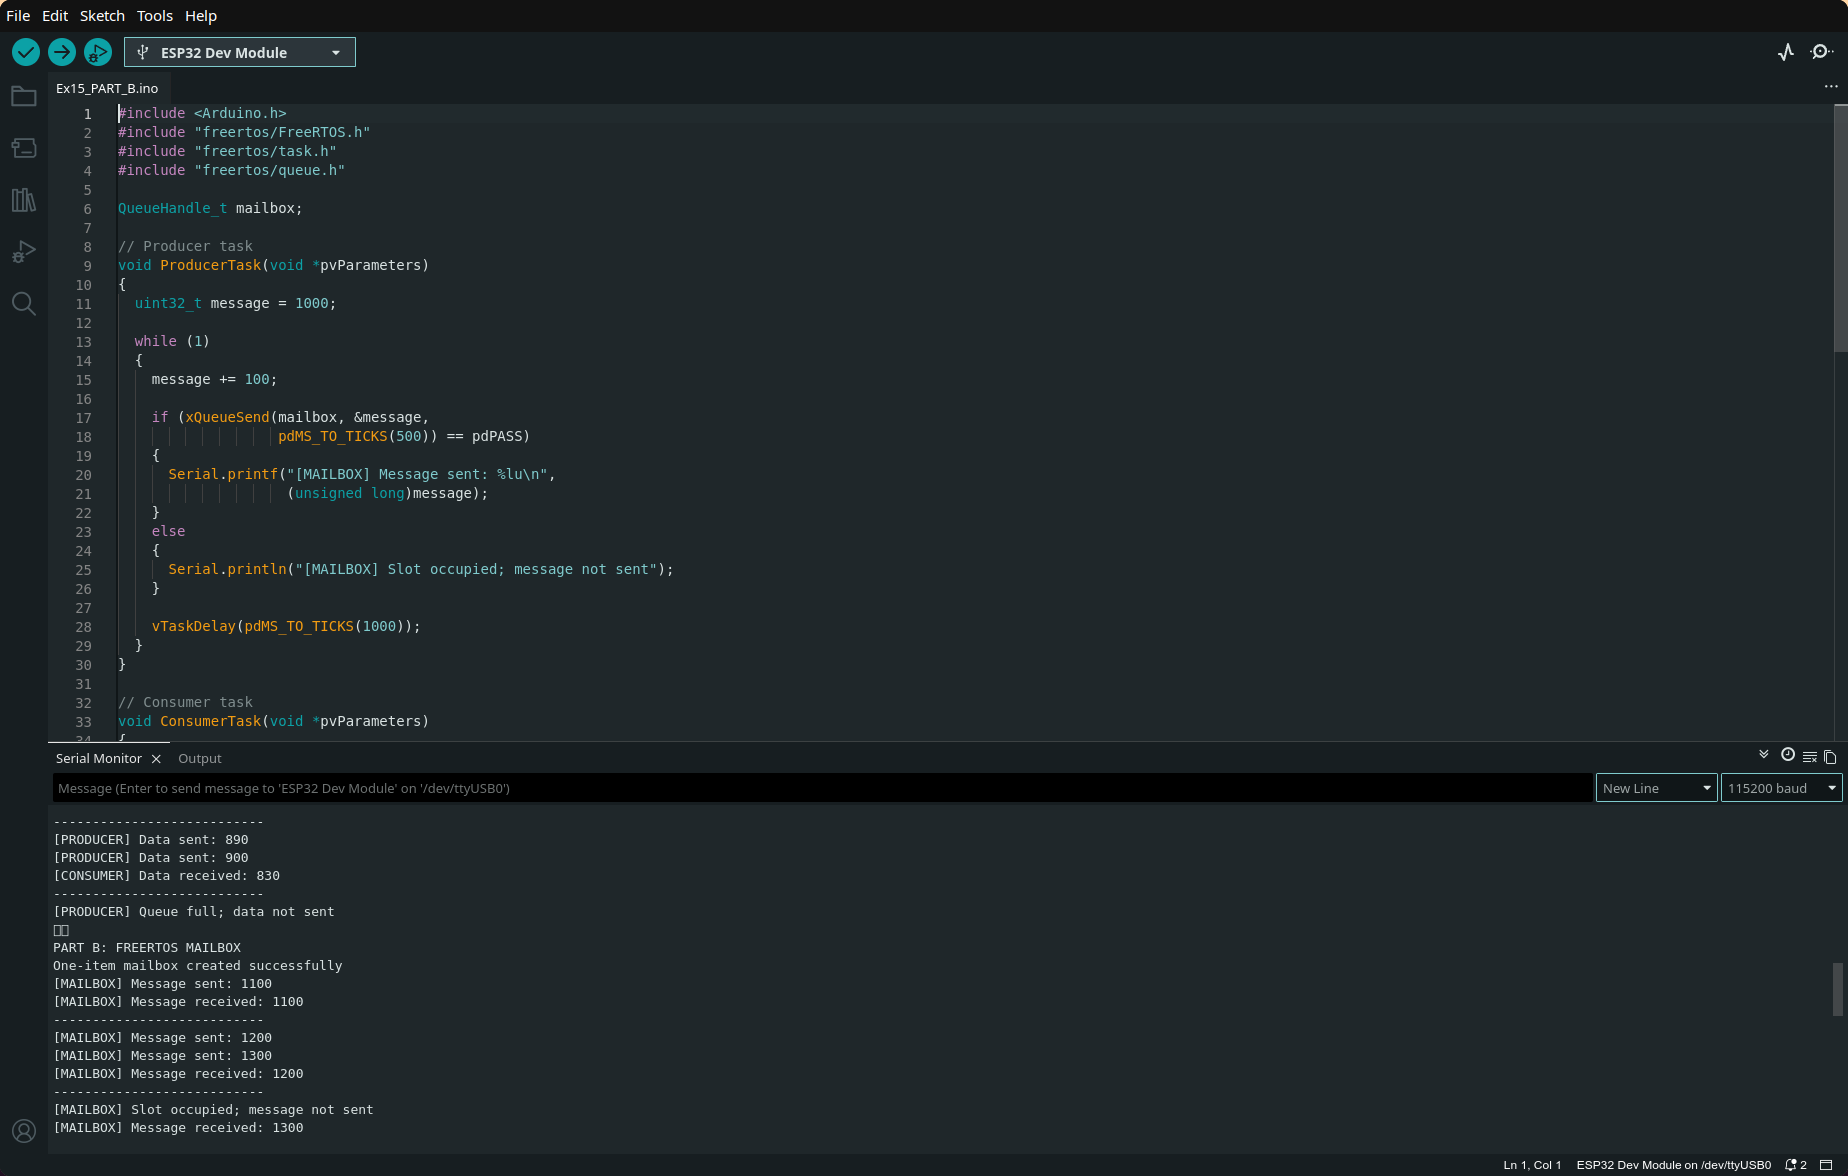 File Edit Sketch Tools Help
ESP32 Dev Module
Ex15_PART_B.ino
1 #include <Arduino.h>
2 #include "freertos/FreeRTOS.h"
3 #include "freertos/task.h"
4 #include "freertos/queue.h"
5
6 QueueHandle_t mailbox;
7
8 // Producer task
9 void ProducerTask(void *pvParameters)
10 {
11 uint32_t message = 1000;
12
13 while (1)
14 {
15 message += 100;
16
17 if (xQueueSend(mailbox, &message,
18 pdMS_TO_TICKS(500)) == pdPASS)
19 {
20 Serial.printf("[MAILBOX] Message sent: %lu\n",
21 (unsigned long)message);
22 }
23 else
24 {
25 Serial.println("[MAILBOX] Slot occupied; message not sent");
26 }
27
28 vTaskDelay(pdMS_TO_TICKS(1000));
29 }
30 }
31
32 // Consumer task
33 void ConsumerTask(void *pvParameters)
34 {
Serial Monitor Output
Message (Enter to send message to 'ESP32 Dev Module' on '/dev/ttyUSB0')
New Line
115200 baud
---------------------------
[PRODUCER] Data sent: 890
[PRODUCER] Data sent: 900
[CONSUMER] Data received: 830
---------------------------
[PRODUCER] Queue full; data not sent
PART B: FREERTOS MAILBOX
One-item mailbox created successfully
[MAILBOX] Message sent: 1100
[MAILBOX] Message received: 1100
---------------------------
[MAILBOX] Message sent: 1200
[MAILBOX] Message sent: 1300
[MAILBOX] Message received: 1200
---------------------------
[MAILBOX] Slot occupied; message not sent
[MAILBOX] Message received: 1300
Ln 1, Col 1 ESP32 Dev Module on /dev/ttyUSB0 2